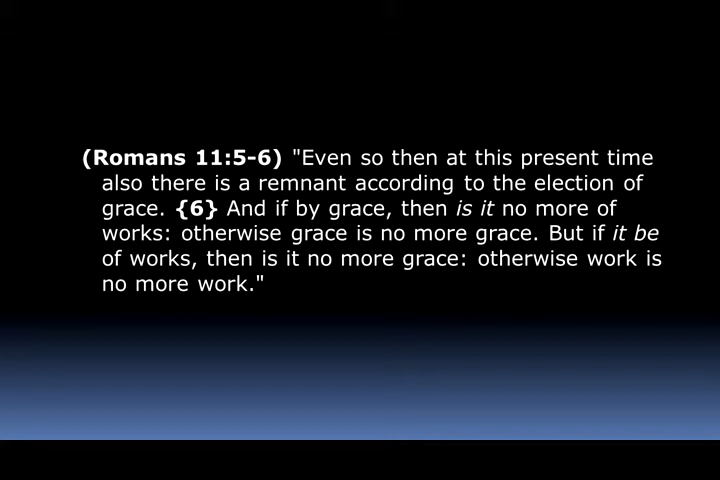 (Romans 11:5-6) "Even so then at this present time
also there is a remnant according to the election of
grace. {6} And if by grace, then is it no more of
works: otherwise grace is no more grace. But if it be
of works, then is it no more grace: otherwise work is
no more work."